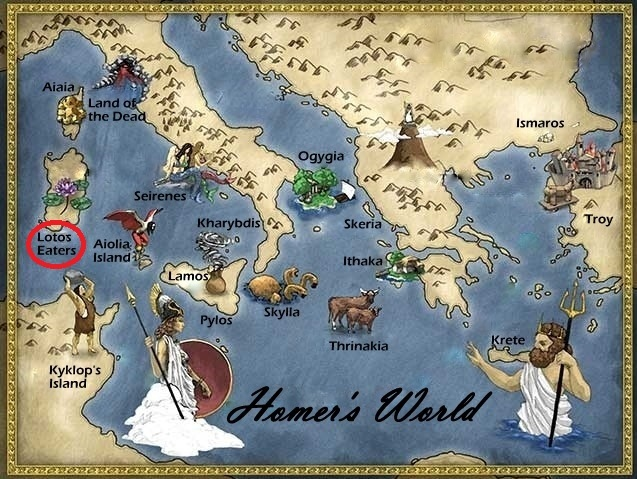 Aiaia
Land of
the Dead
Ismaros
Ogygia
Seirenes
Troy
Kharybdis
Skeria
Lotos
Eaters
Aiolia
Island
Ithaka
Lamos
Skylla
Pylos
Thrinakia
Krete
Kyklop's
Island
Homer's World